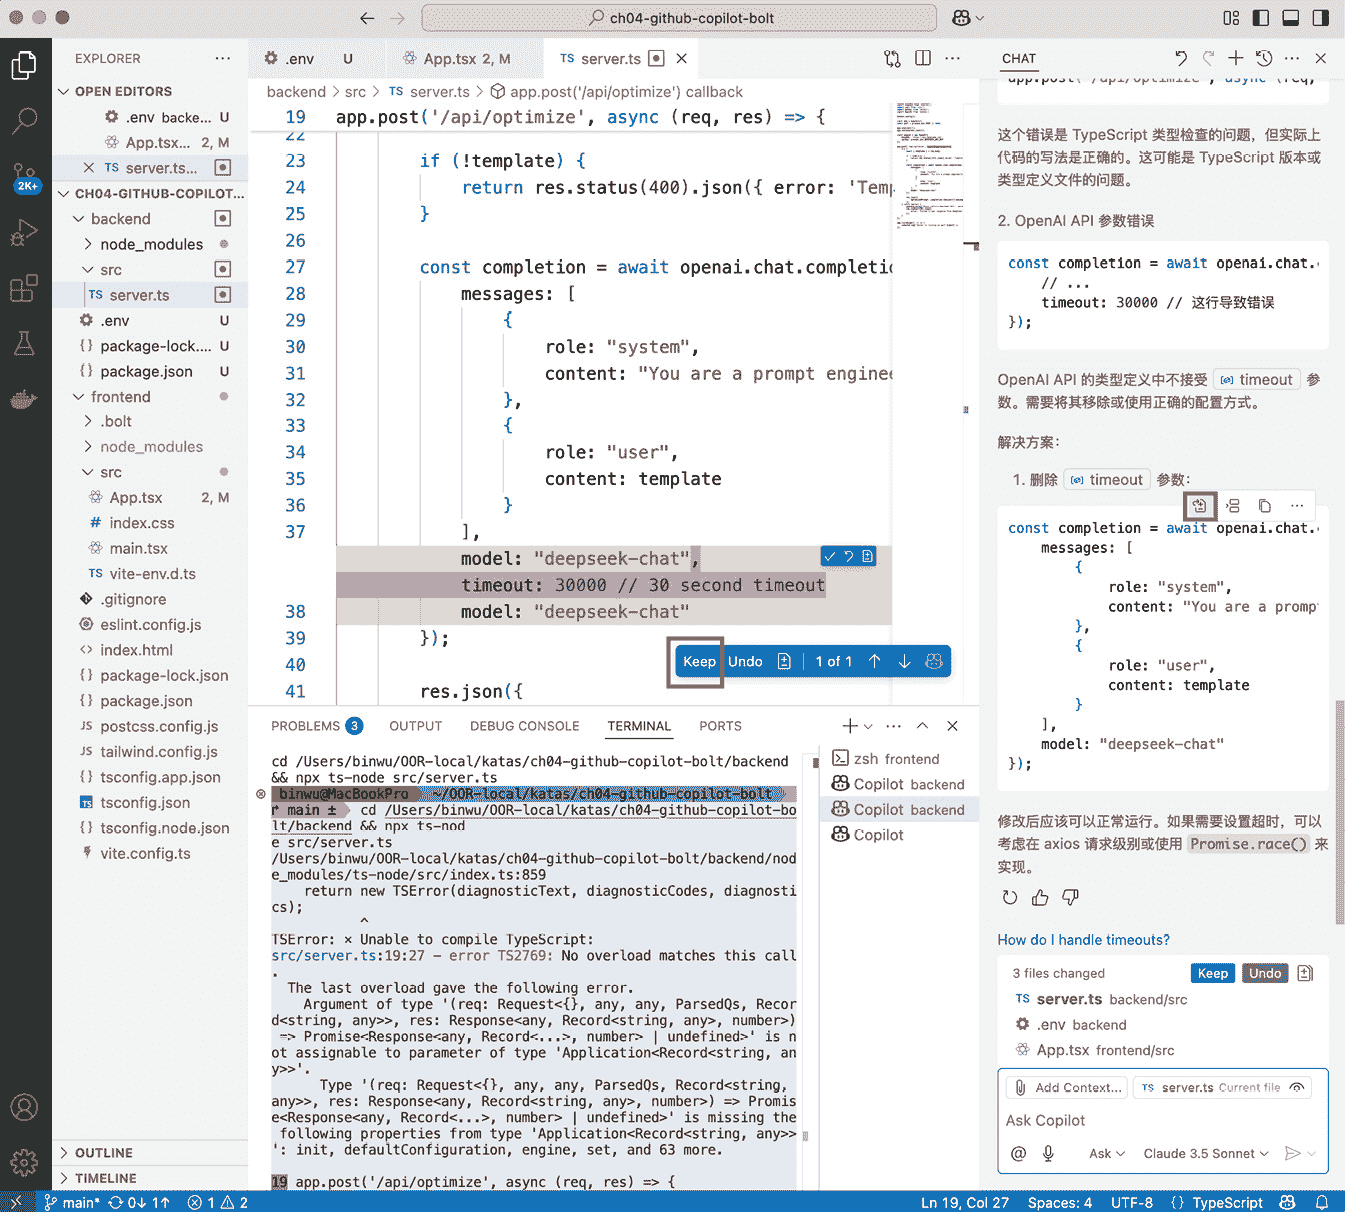 ch04-github-copilot-bolt
EXPLORER
OPEN EDITORS
.env backe... U
App.tsx... 2, M
TS server.ts...
CH04-GITHUB-COPILOT...
backend
node_modules
src
TS server.ts
.env U
{} package-lock.... U
{} package.json U
frontend
.bolt
node_modules
src
App.tsx 2, M
# index.css
main.tsx
TS vite-env.d.ts
.gitignore
eslint.config.js
<> index.html
{} package-lock.json
{} package.json
JS postcss.config.js
JS tailwind.config.js
{} tsconfig.app.json
TS tsconfig.json
{} tsconfig.node.json
vite.config.ts
OUTLINE
TIMELINE
2K+
.env U
App.tsx 2, M
TS server.ts
backend > src > TS server.ts > app.post('/api/optimize') callback
19 app.post('/api/optimize', async (req, res) => {
22
23 if (!template) {
24 return res.status(400).json({ error: 'Temp
25 }
26
27 const completion = await openai.chat.completio
28 messages: [
29 {
30 role: "system",
31 content: "You are a prompt enginee
32 },
33 {
34 role: "user",
35 content: template
36 }
37 ],
model: "deepseek-chat",
timeout: 30000 // 30 second timeout
38 model: "deepseek-chat"
39 });
40
41 res.json({
Keep Undo 1 of 1
PROBLEMS 3 OUTPUT DEBUG CONSOLE TERMINAL PORTS
cd /Users/binwu/OOR-local/katas/ch04-github-copilot-bolt/backend
&& npx ts-node src/server.ts
binwu@MacBookPro ~/OOR-local/katas/ch04-github-copilot-bolt
main ± cd /Users/binwu/OOR-local/katas/ch04-github-copilot-bo
lt/backend && npx ts-nod
e src/server.ts
/Users/binwu/OOR-local/katas/ch04-github-copilot-bolt/backend/nod
e_modules/ts-node/src/index.ts:859
return new TSError(diagnosticText, diagnosticCodes, diagnosti
cs);
^
TSError: ⨯ Unable to compile TypeScript:
src/server.ts:19:27 - error TS2769: No overload matches this call
.
The last overload gave the following error.
Argument of type '(req: Request<{}, any, any, ParsedQs, Recor
d<string, any>>, res: Response<any, Record<string, any>, number>)
=> Promise<Response<any, Record<...>, number> | undefined>' is n
ot assignable to parameter of type 'Application<Record<string, an
y>>'.
Type '(req: Request<{}, any, any, ParsedQs, Record<string,
any>>, res: Response<any, Record<string, any>, number>) => Promis
e<Response<any, Record<...>, number> | undefined>' is missing the
following properties from type 'Application<Record<string, any>>
': init, defaultConfiguration, engine, set, and 63 more.
19 app.post('/api/optimize', async (req, res) => {
zsh frontend
Copilot backend
Copilot backend
Copilot
CHAT
app.post('/api/optimize', async (req,
这个错误是 TypeScript 类型检查的问题，但实际上
代码的写法是正确的。这可能是 TypeScript 版本或
类型定义文件的问题。
2. OpenAI API 参数错误
const completion = await openai.chat.c
// ...
timeout: 30000 // 这行导致错误
});
OpenAI API 的类型定义中不接受 timeout 参
数。需要将其移除或使用正确的配置方式。
解决方案：
1. 删除 timeout 参数：
const completion = await openai.chat.c
messages: [
{
role: "system",
content: "You are a prompt
},
{
role: "user",
content: template
}
],
model: "deepseek-chat"
});
修改后应该可以正常运行。如果需要设置超时，可以
考虑在 axios 请求级别或使用 Promise.race() 来
实现。
How do I handle timeouts?
3 files changed Keep Undo
TS server.ts backend/src
.env backend
App.tsx frontend/src
Add Context... TS server.ts Current file
Ask Copilot
@ Ask Claude 3.5 Sonnet
main* 0↓ 1↑ 1 2
Ln 19, Col 27 Spaces: 4 UTF-8 {} TypeScript